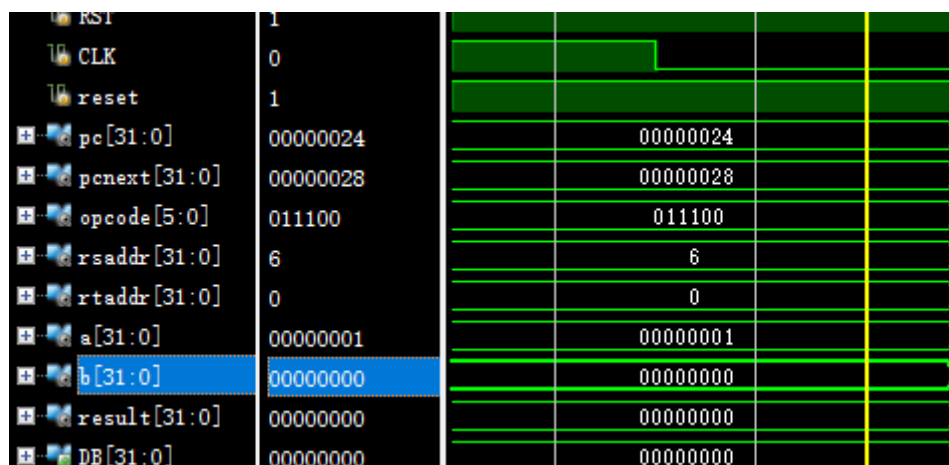 RST 1
CLK 0
reset 1
pc[31:0] 00000024 00000024
pcnext[31:0] 00000028 00000028
opcode[5:0] 011100 011100
rsaddr[31:0] 6 6
rtaddr[31:0] 0 0
a[31:0] 00000001 00000001
b[31:0] 00000000 00000000
result[31:0] 00000000 00000000
DB[31:0] 00000000 00000000